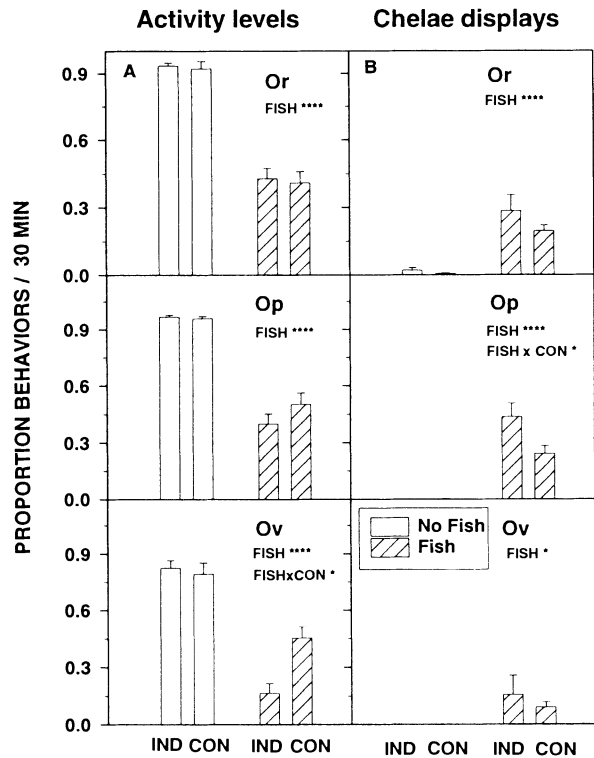 Activity levels
Chelae displays
PROPORTION BEHAVIORS / 30 MIN
0.9
0.6
0.3
0.0
A
Or
FISH ****
B
Or
FISH ****
0.9
0.6
0.3
0.0
Op
FISH ****
Op
FISH ****
FISH x CON *
0.9
0.6
0.3
0.0
Ov
FISH ****
FISHxCON *
No Fish
Fish
Ov
FISH *
IND CON IND CON IND CON IND CON